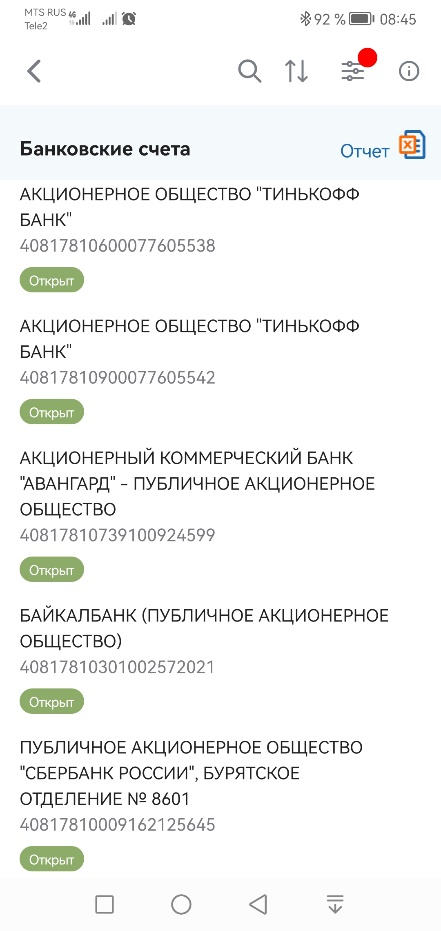 MTS RUS 4G
Tele2
92 % 08:45
Банковские счета
Отчет
АКЦИОНЕРНОЕ ОБЩЕСТВО "ТИНЬКОФФ
БАНК"
40817810600077605538
Открыт
АКЦИОНЕРНОЕ ОБЩЕСТВО "ТИНЬКОФФ
БАНК"
40817810900077605542
Открыт
АКЦИОНЕРНЫЙ КОММЕРЧЕСКИЙ БАНК
"АВАНГАРД" - ПУБЛИЧНОЕ АКЦИОНЕРНОЕ
ОБЩЕСТВО
40817810739100924599
Открыт
БАЙКАЛБАНК (ПУБЛИЧНОЕ АКЦИОНЕРНОЕ
ОБЩЕСТВО)
40817810301002572021
Открыт
ПУБЛИЧНОЕ АКЦИОНЕРНОЕ ОБЩЕСТВО
"СБЕРБАНК РОССИИ", БУРЯТСКОЕ
ОТДЕЛЕНИЕ № 8601
40817810009162125645
Открыт